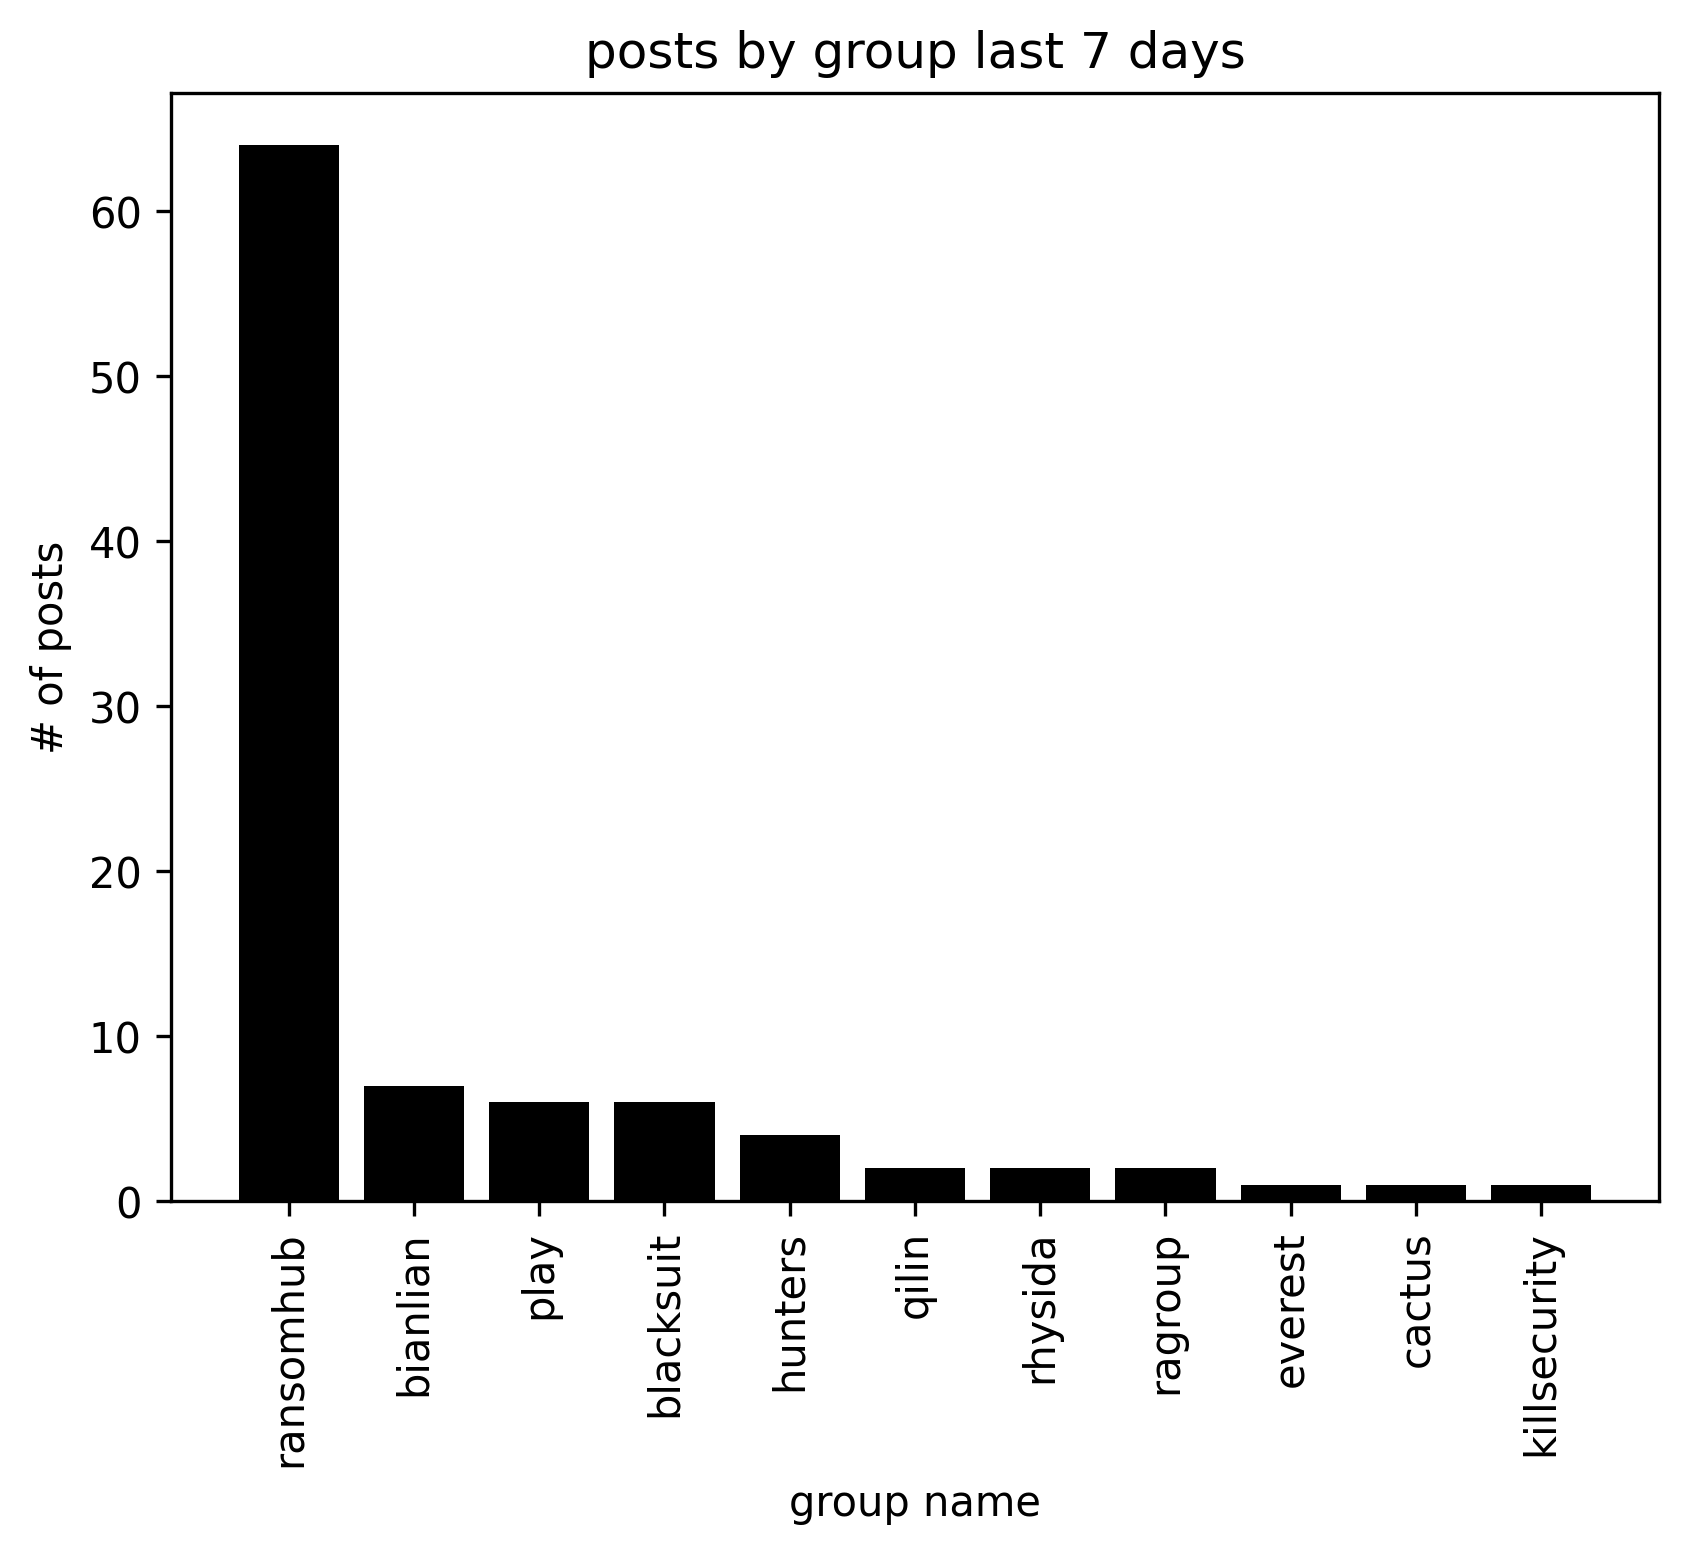 posts by group last 7 days
# of posts
60
50
40
30
20
10
0
ransomhub
bianlian
play
blacksuit
hunters
qilin
rhysida
ragroup
everest
cactus
killsecurity
group name